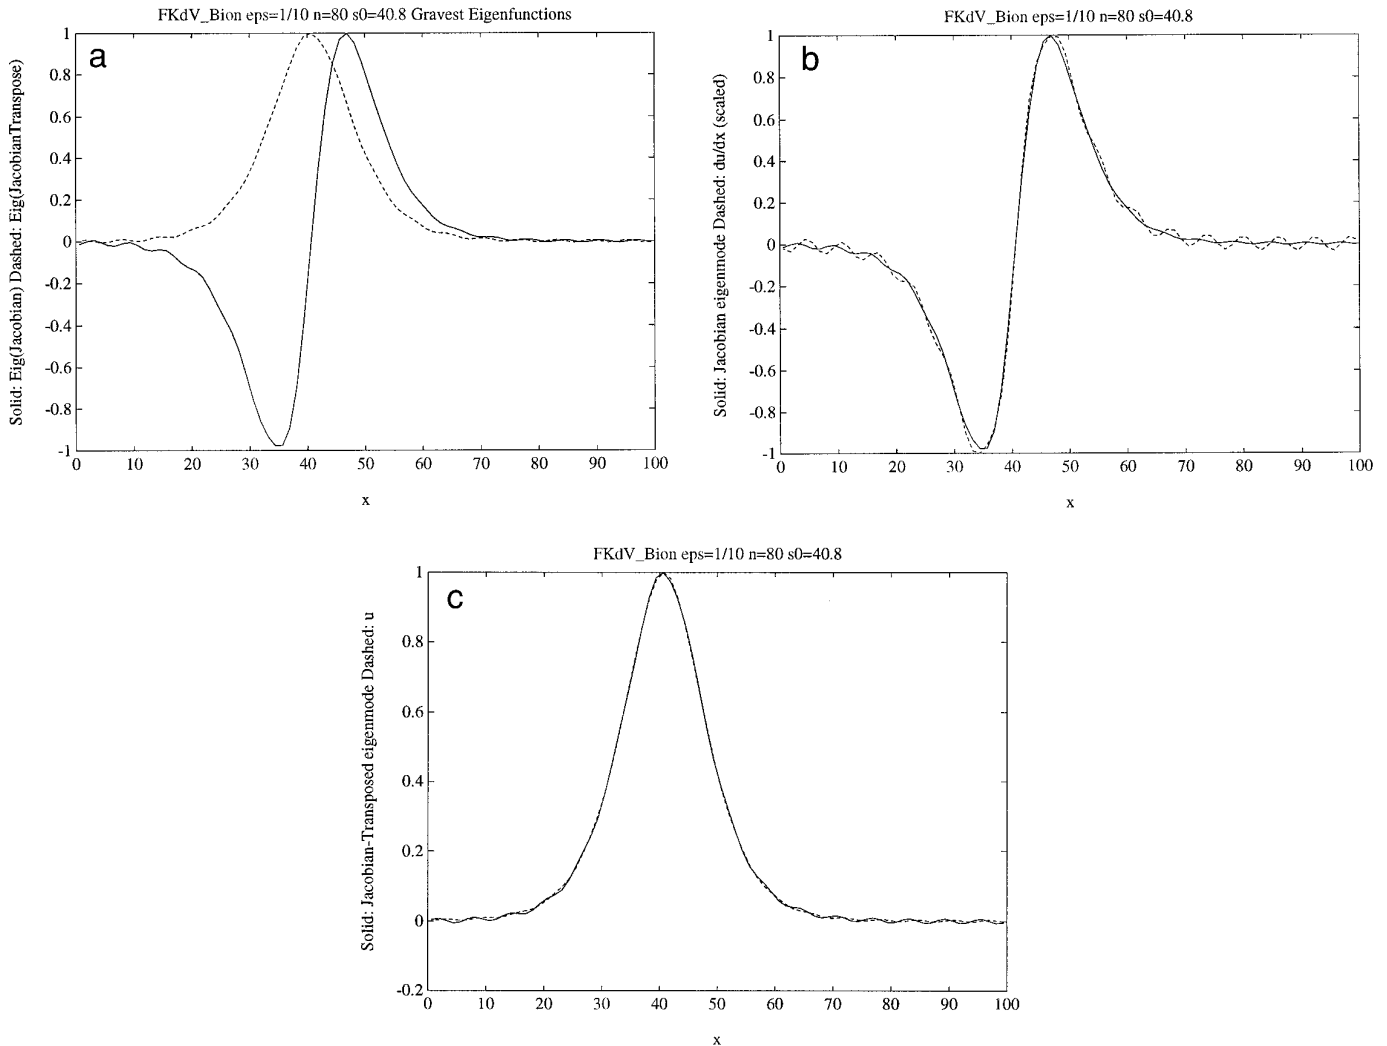 FKdV_Bion eps=1/10 n=80 s0=40.8 Gravest Eigenfunctions
a
Solid: Eig(Jacobian) Dashed: Eig(JacobianTranspose)
1
0.8
0.6
0.4
0.2
0
-0.2
-0.4
-0.6
-0.8
-1
0 10 20 30 40 50 60 70 80 90 100
x
FKdV_Bion eps=1/10 n=80 s0=40.8
b
Solid: Jacobian eigenmode Dashed: du/dx (scaled)
1
0.8
0.6
0.4
0.2
0
-0.2
-0.4
-0.6
-0.8
-1
0 10 20 30 40 50 60 70 80 90 100
x
FKdV_Bion eps=1/10 n=80 s0=40.8
c
Solid: Jacobian-Transposed eigenmode Dashed: u
1
0.8
0.6
0.4
0.2
0
-0.2
0 10 20 30 40 50 60 70 80 90 100
x